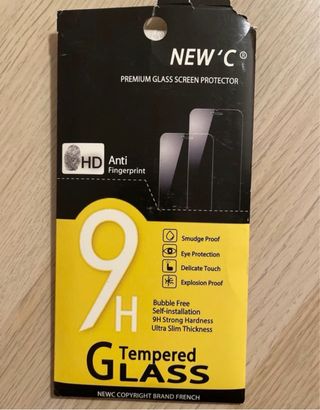 NEW 'C ®
PREMIUM GLASS SCREEN PROTECTOR
HD Anti
Fingerprint
Smudge Proof
Eye Protection
Delicate Touch
Explosion Proof
9H
Bubble Free
Self-installation
9H Strong Hardness
Ultra Slim Thickness
Tempered
GLASS
NEWC COPYRIGHT BRAND FRENCH